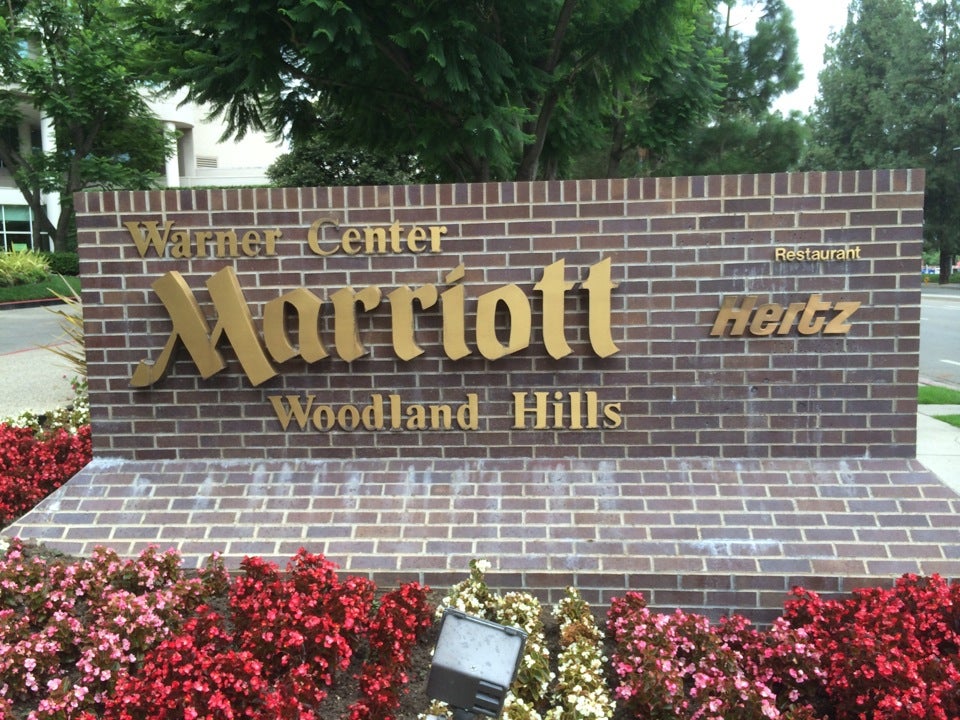 Warner Center
Marriott
Woodland Hills
Restaurant
Hertz